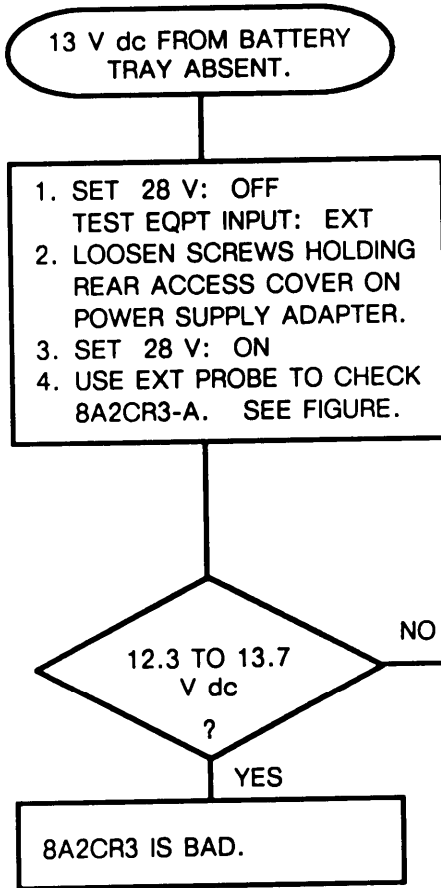 13 V dc FROM BATTERY
TRAY ABSENT.
1. SET 28 V: OFF
TEST EQPT INPUT: EXT
2. LOOSEN SCREWS HOLDING
REAR ACCESS COVER ON
POWER SUPPLY ADAPTER.
3. SET 28 V: ON
4. USE EXT PROBE TO CHECK
8A2CR3-A. SEE FIGURE.
12.3 TO 13.7
V dc
?
NO
YES
8A2CR3 IS BAD.